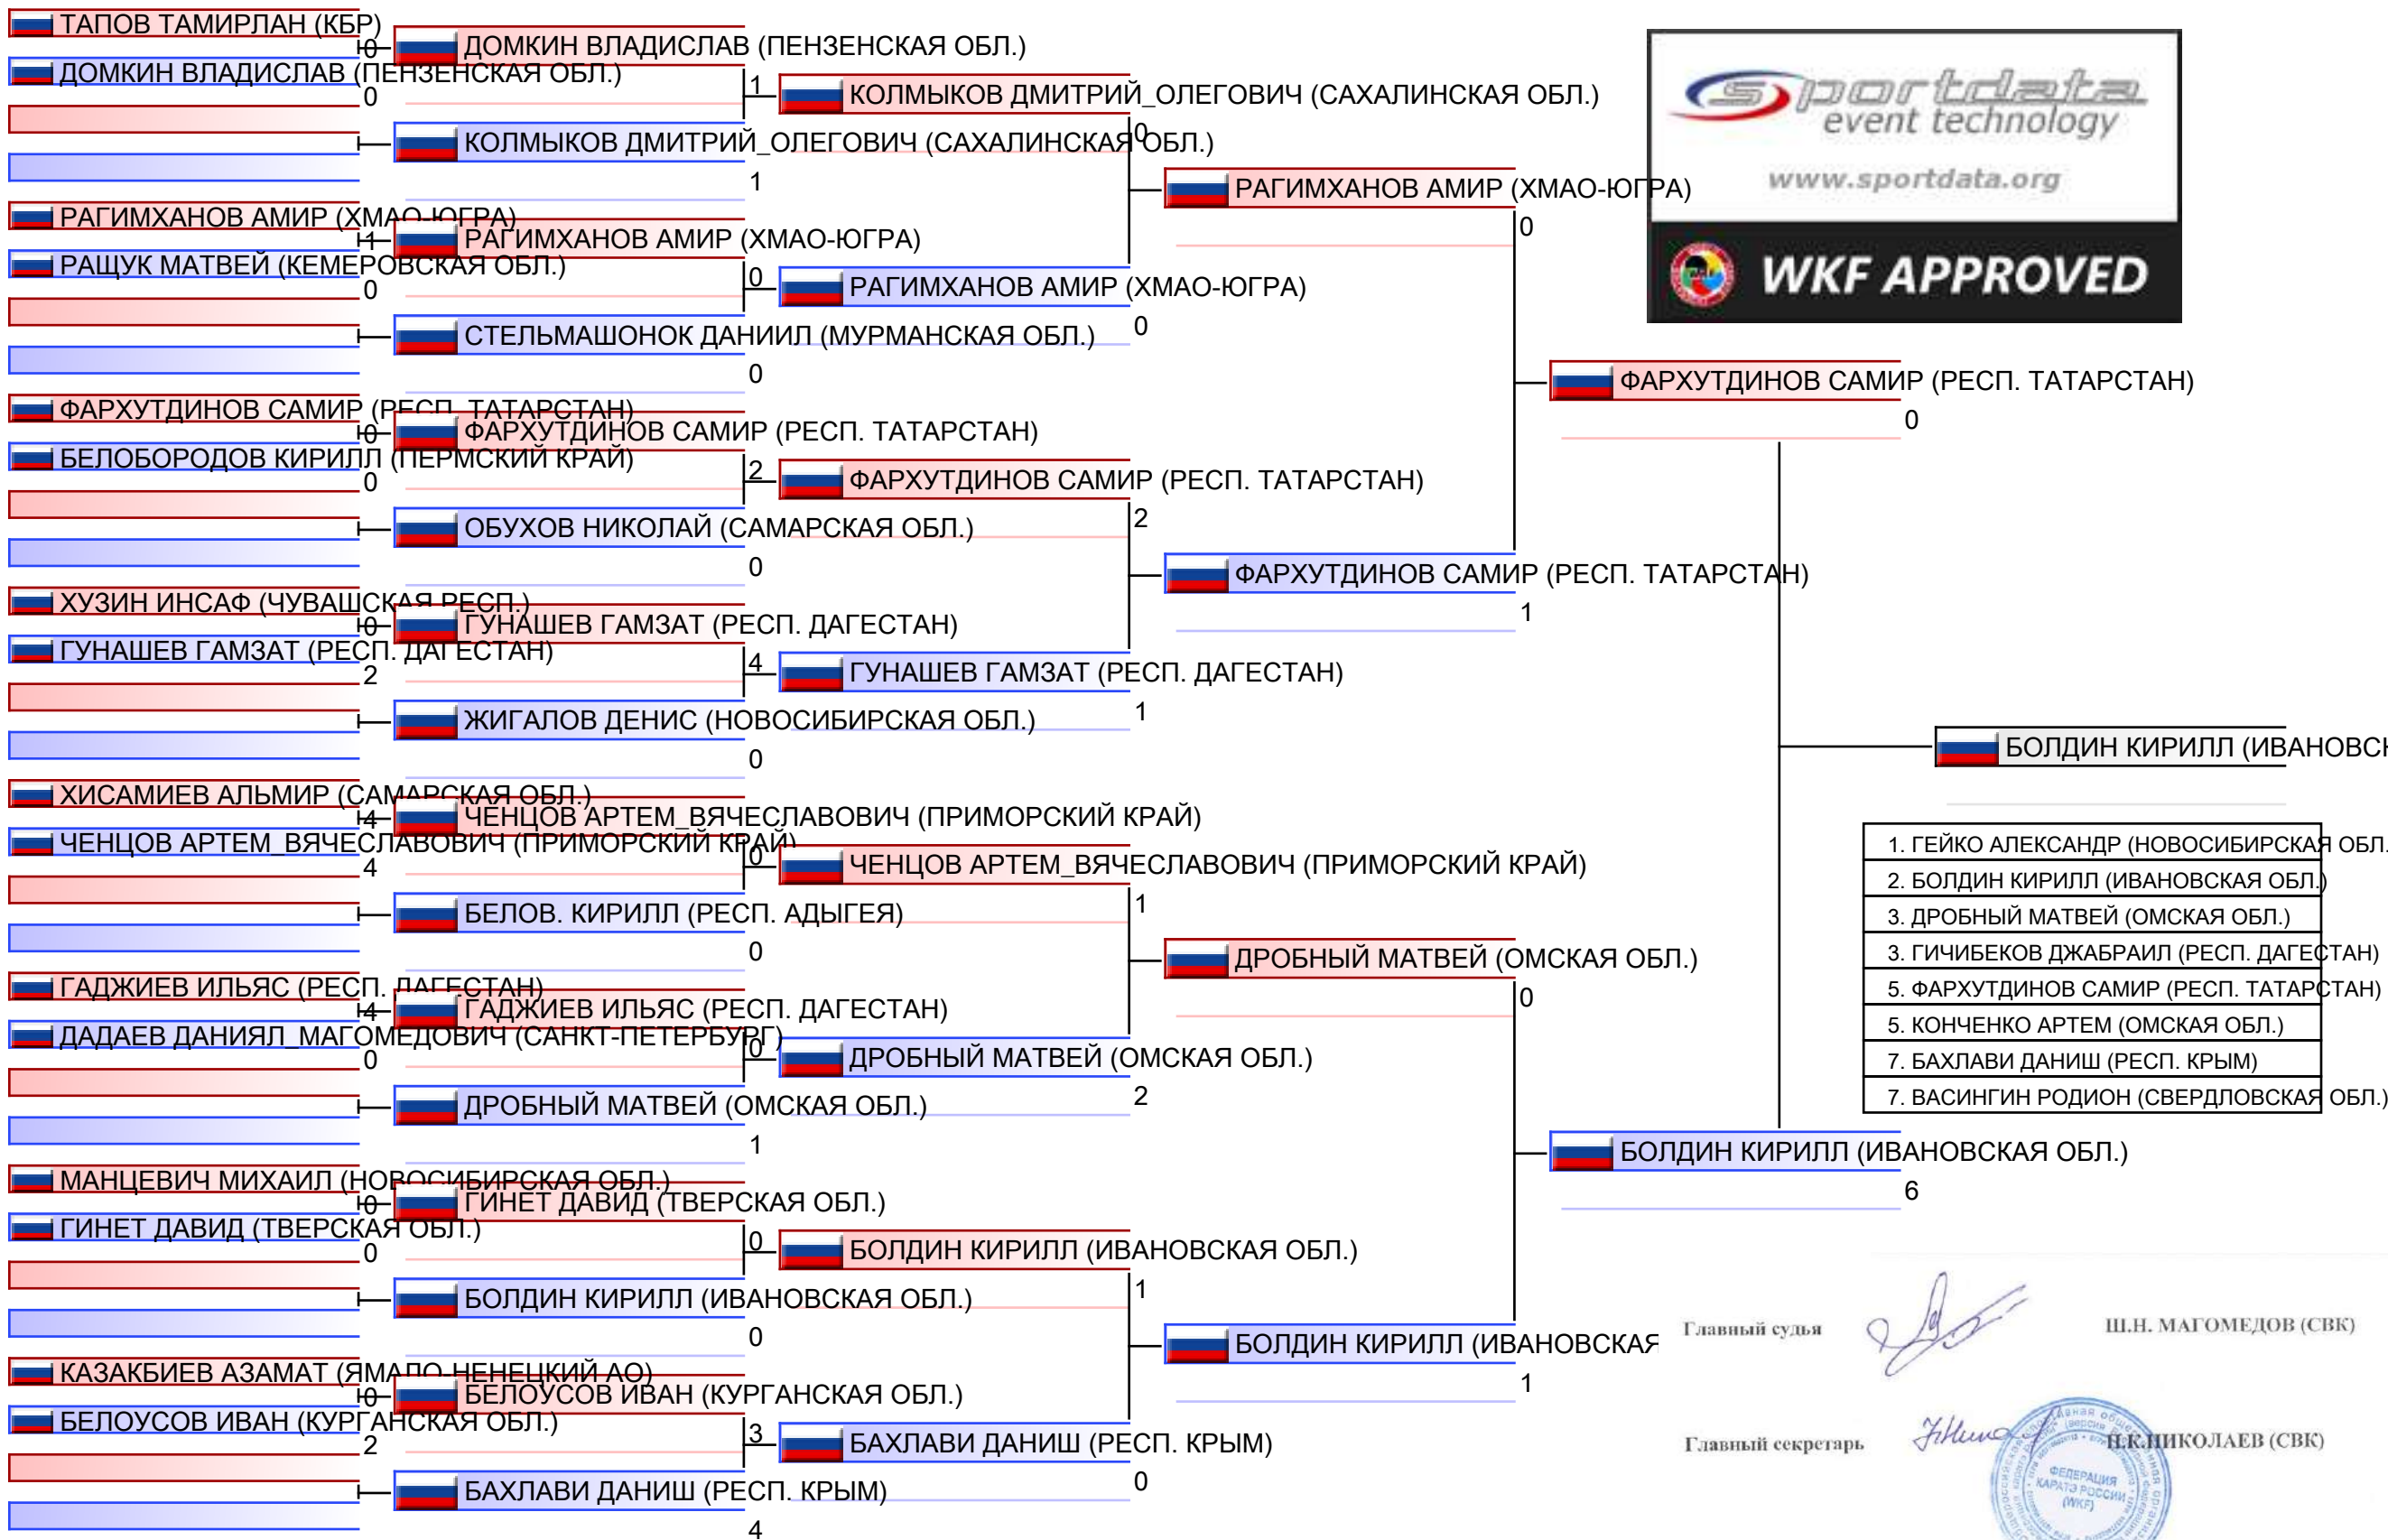 ТАПОВ ТАМИРЛАН (КБР)
0
ДОМКИН ВЛАДИСЛАВ (ПЕНЗЕНСКАЯ ОБЛ.)
0
РАГИМХАНОВ АМИР (ХМАО-ЮГРА)
1
РАЩУК МАТВЕЙ (КЕМЕРОВСКАЯ ОБЛ.)
0
ФАРХУТДИНОВ САМИР (РЕСП. ТАТАРСТАН)
0
БЕЛОБОРОДОВ КИРИЛЛ (ПЕРМСКИЙ КРАЙ)
0
ХУЗИН ИНСАФ (ЧУВАШСКАЯ РЕСП.)
0
ГУНАШЕВ ГАМЗАТ (РЕСП. ДАГЕСТАН)
2
ХИСАМИЕВ АЛЬМИР (САМАРСКАЯ ОБЛ.)
4
ЧЕНЦОВ АРТЕМ_ВЯЧЕСЛАВОВИЧ (ПРИМОРСКИЙ КРАЙ)
4
ГАДЖИЕВ ИЛЬЯС (РЕСП. ДАГЕСТАН)
4
ДАДАЕВ ДАНИЯЛ_МАГОМЕДОВИЧ (САНКТ-ПЕТЕРБУРГ)
0
МАНЦЕВИЧ МИХАИЛ (НОВОСИБИРСКАЯ ОБЛ.)
0
ГИНЕТ ДАВИД (ТВЕРСКАЯ ОБЛ.)
0
КАЗАКБИЕВ АЗАМАТ (ЯМАЛО-НЕНЕЦКИЙ АО)
0
БЕЛОУСОВ ИВАН (КУРГАНСКАЯ ОБЛ.)
2
ДОМКИН ВЛАДИСЛАВ (ПЕНЗЕНСКАЯ ОБЛ.)
1
КОЛМЫКОВ ДМИТРИЙ_ОЛЕГОВИЧ (САХАЛИНСКАЯ ОБЛ.)
1
РАГИМХАНОВ АМИР (ХМАО-ЮГРА)
0
СТЕЛЬМАШОНОК ДАНИИЛ (МУРМАНСКАЯ ОБЛ.)
0
ФАРХУТДИНОВ САМИР (РЕСП. ТАТАРСТАН)
2
ОБУХОВ НИКОЛАЙ (САМАРСКАЯ ОБЛ.)
0
ГУНАШЕВ ГАМЗАТ (РЕСП. ДАГЕСТАН)
4
ЖИГАЛОВ ДЕНИС (НОВОСИБИРСКАЯ ОБЛ.)
0
ЧЕНЦОВ АРТЕМ_ВЯЧЕСЛАВОВИЧ (ПРИМОРСКИЙ КРАЙ)
0
БЕЛОВ. КИРИЛЛ (РЕСП. АДЫГЕЯ)
0
ГАДЖИЕВ ИЛЬЯС (РЕСП. ДАГЕСТАН)
0
ДРОБНЫЙ МАТВЕЙ (ОМСКАЯ ОБЛ.)
1
ГИНЕТ ДАВИД (ТВЕРСКАЯ ОБЛ.)
0
БОЛДИН КИРИЛЛ (ИВАНОВСКАЯ ОБЛ.)
0
БЕЛОУСОВ ИВАН (КУРГАНСКАЯ ОБЛ.)
3
БАХЛАВИ ДАНИШ (РЕСП. КРЫМ)
4
КОЛМЫКОВ ДМИТРИЙ_ОЛЕГОВИЧ (САХАЛИНСКАЯ ОБЛ.)
0
РАГИМХАНОВ АМИР (ХМАО-ЮГРА)
0
ФАРХУТДИНОВ САМИР (РЕСП. ТАТАРСТАН)
2
ГУНАШЕВ ГАМЗАТ (РЕСП. ДАГЕСТАН)
1
ЧЕНЦОВ АРТЕМ_ВЯЧЕСЛАВОВИЧ (ПРИМОРСКИЙ КРАЙ)
1
ДРОБНЫЙ МАТВЕЙ (ОМСКАЯ ОБЛ.)
2
БОЛДИН КИРИЛЛ (ИВАНОВСКАЯ ОБЛ.)
1
БАХЛАВИ ДАНИШ (РЕСП. КРЫМ)
0
РАГИМХАНОВ АМИР (ХМАО-ЮГРА)
0
ФАРХУТДИНОВ САМИР (РЕСП. ТАТАРСТАН)
1
ДРОБНЫЙ МАТВЕЙ (ОМСКАЯ ОБЛ.)
0
БОЛДИН КИРИЛЛ (ИВАНОВСКАЯ
1
ФАРХУТДИНОВ САМИР (РЕСП. ТАТАРСТАН)
0
БОЛДИН КИРИЛЛ (ИВАНОВСКАЯ ОБЛ.)
6
sportdata
event technology
www.sportdata.org
WKF APPROVED
БОЛДИН КИРИЛЛ (ИВАНОВСК
1. ГЕЙКО АЛЕКСАНДР (НОВОСИБИРСКАЯ ОБЛ.
2. БОЛДИН КИРИЛЛ (ИВАНОВСКАЯ ОБЛ.)
3. ДРОБНЫЙ МАТВЕЙ (ОМСКАЯ ОБЛ.)
3. ГИЧИБЕКОВ ДЖАБРАИЛ (РЕСП. ДАГЕСТАН)
5. ФАРХУТДИНОВ САМИР (РЕСП. ТАТАРСТАН)
5. КОНЧЕНКО АРТЕМ (ОМСКАЯ ОБЛ.)
7. БАХЛАВИ ДАНИШ (РЕСП. КРЫМ)
7. ВАСИНГИН РОДИОН (СВЕРДЛОВСКАЯ ОБЛ.)
Главный судья
Ш.Н. МАГОМЕДОВ (СВК)
Главный секретарь
П.К.НИКОЛАЕВ (СВК)
ФЕДЕРАЦИЯ
КАРАТЭ РОССИИ
(WKF)